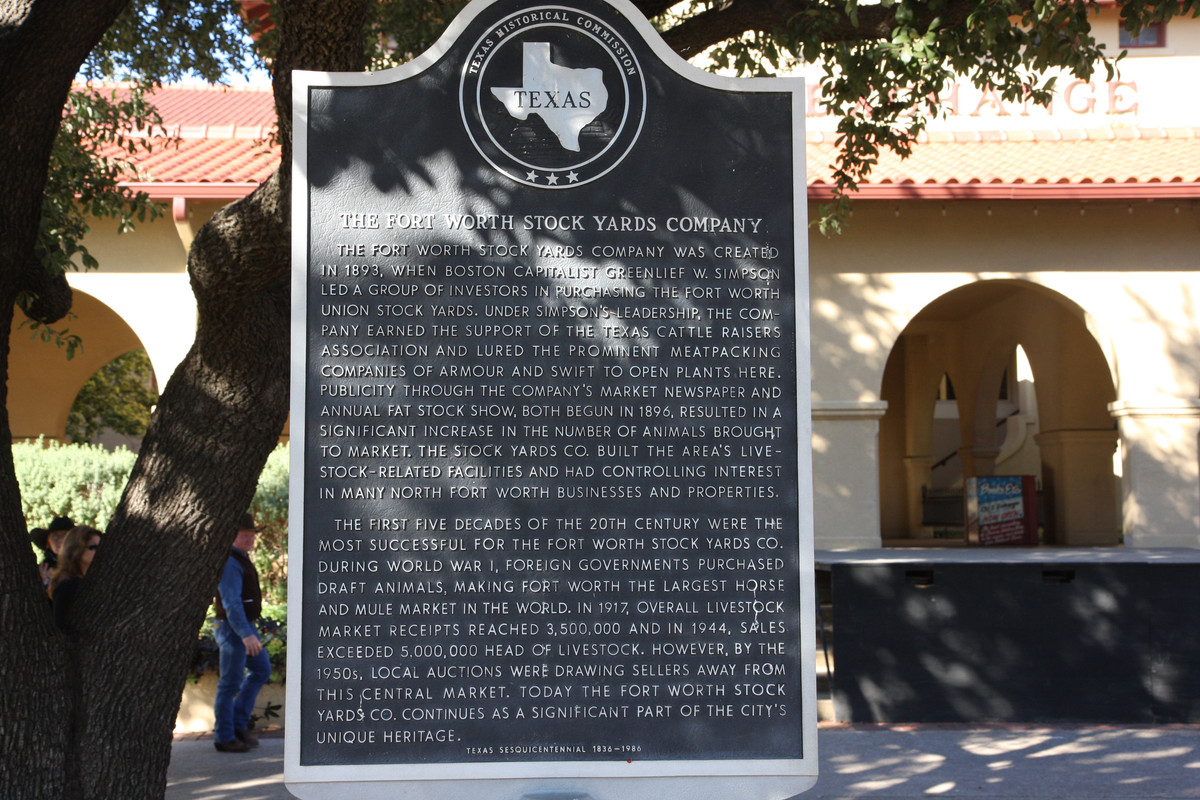 TEXAS HISTORICAL COMMISSION
TEXAS
THE FORT WORTH STOCK YARDS COMPANY
THE FORT WORTH STOCK YARDS COMPANY WAS CREATED
IN 1893, WHEN BOSTON CAPITALIST GREENLIEF W. SIMPSON
LED A GROUP OF INVESTORS IN PURCHASING THE FORT WORTH
UNION STOCK YARDS. UNDER SIMPSON'S LEADERSHIP, THE COM-
PANY EARNED THE SUPPORT OF THE TEXAS CATTLE RAISERS
ASSOCIATION AND LURED THE PROMINENT MEATPACKING
COMPANIES OF ARMOUR AND SWIFT TO OPEN PLANTS HERE.
PUBLICITY THROUGH THE COMPANY'S MARKET NEWSPAPER AND
ANNUAL FAT STOCK SHOW, BOTH BEGUN IN 1896, RESULTED IN A
SIGNIFICANT INCREASE IN THE NUMBER OF ANIMALS BROUGHT
TO MARKET. THE STOCK YARDS CO. BUILT THE AREA'S LIVE-
STOCK-RELATED FACILITIES AND HAD CONTROLLING INTEREST
IN MANY NORTH FORT WORTH BUSINESSES AND PROPERTIES.
THE FIRST FIVE DECADES OF THE 20TH CENTURY WERE THE
MOST SUCCESSFUL FOR THE FORT WORTH STOCK YARDS CO.
DURING WORLD WAR I, FOREIGN GOVERNMENTS PURCHASED
DRAFT ANIMALS, MAKING FORT WORTH THE LARGEST HORSE
AND MULE MARKET IN THE WORLD. IN 1917, OVERALL LIVESTOCK
MARKET RECEIPTS REACHED 3,500,000 AND IN 1944, SALES
EXCEEDED 5,000,000 HEAD OF LIVESTOCK. HOWEVER, BY THE
1950s, LOCAL AUCTIONS WERE DRAWING SELLERS AWAY FROM
THIS CENTRAL MARKET. TODAY THE FORT WORTH STOCK
YARDS CO. CONTINUES AS A SIGNIFICANT PART OF THE CITY'S
UNIQUE HERITAGE.
TEXAS SESQUICENTENNIAL 1836-1986